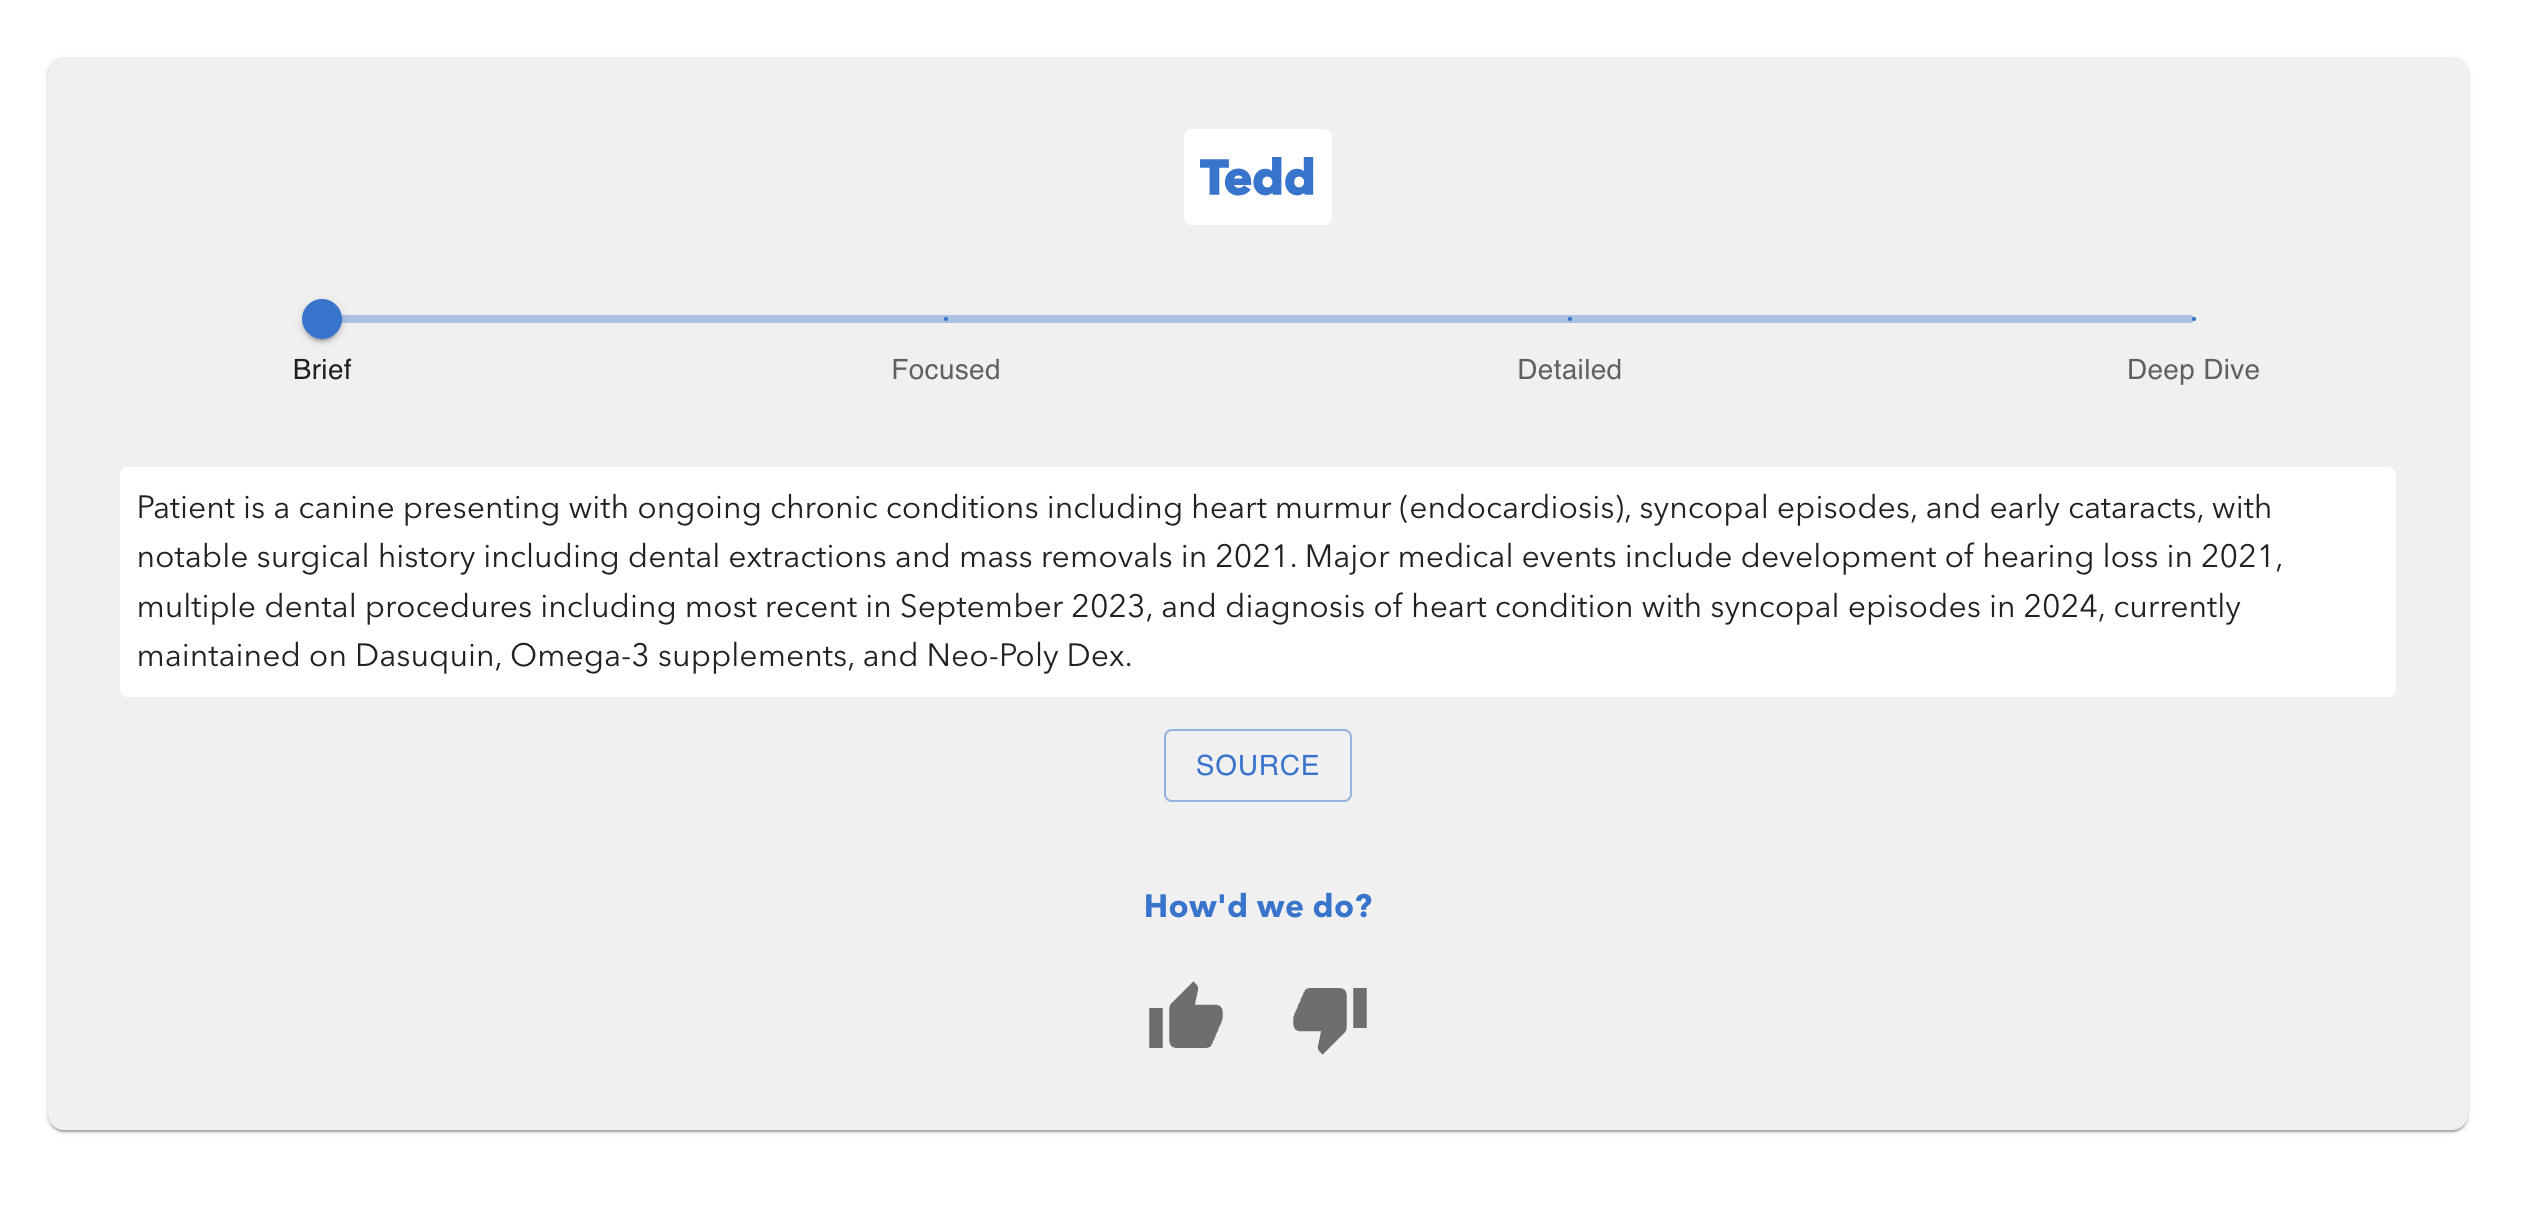 Tedd
Brief
Focused
Detailed
Deep Dive
Patient is a canine presenting with ongoing chronic conditions including heart murmur (endocardiosis), syncopal episodes, and early cataracts, with
notable surgical history including dental extractions and mass removals in 2021. Major medical events include development of hearing loss in 2021,
multiple dental procedures including most recent in September 2023, and diagnosis of heart condition with syncopal episodes in 2024, currently
maintained on Dasuquin, Omega-3 supplements, and Neo-Poly Dex.
SOURCE
How'd we do?